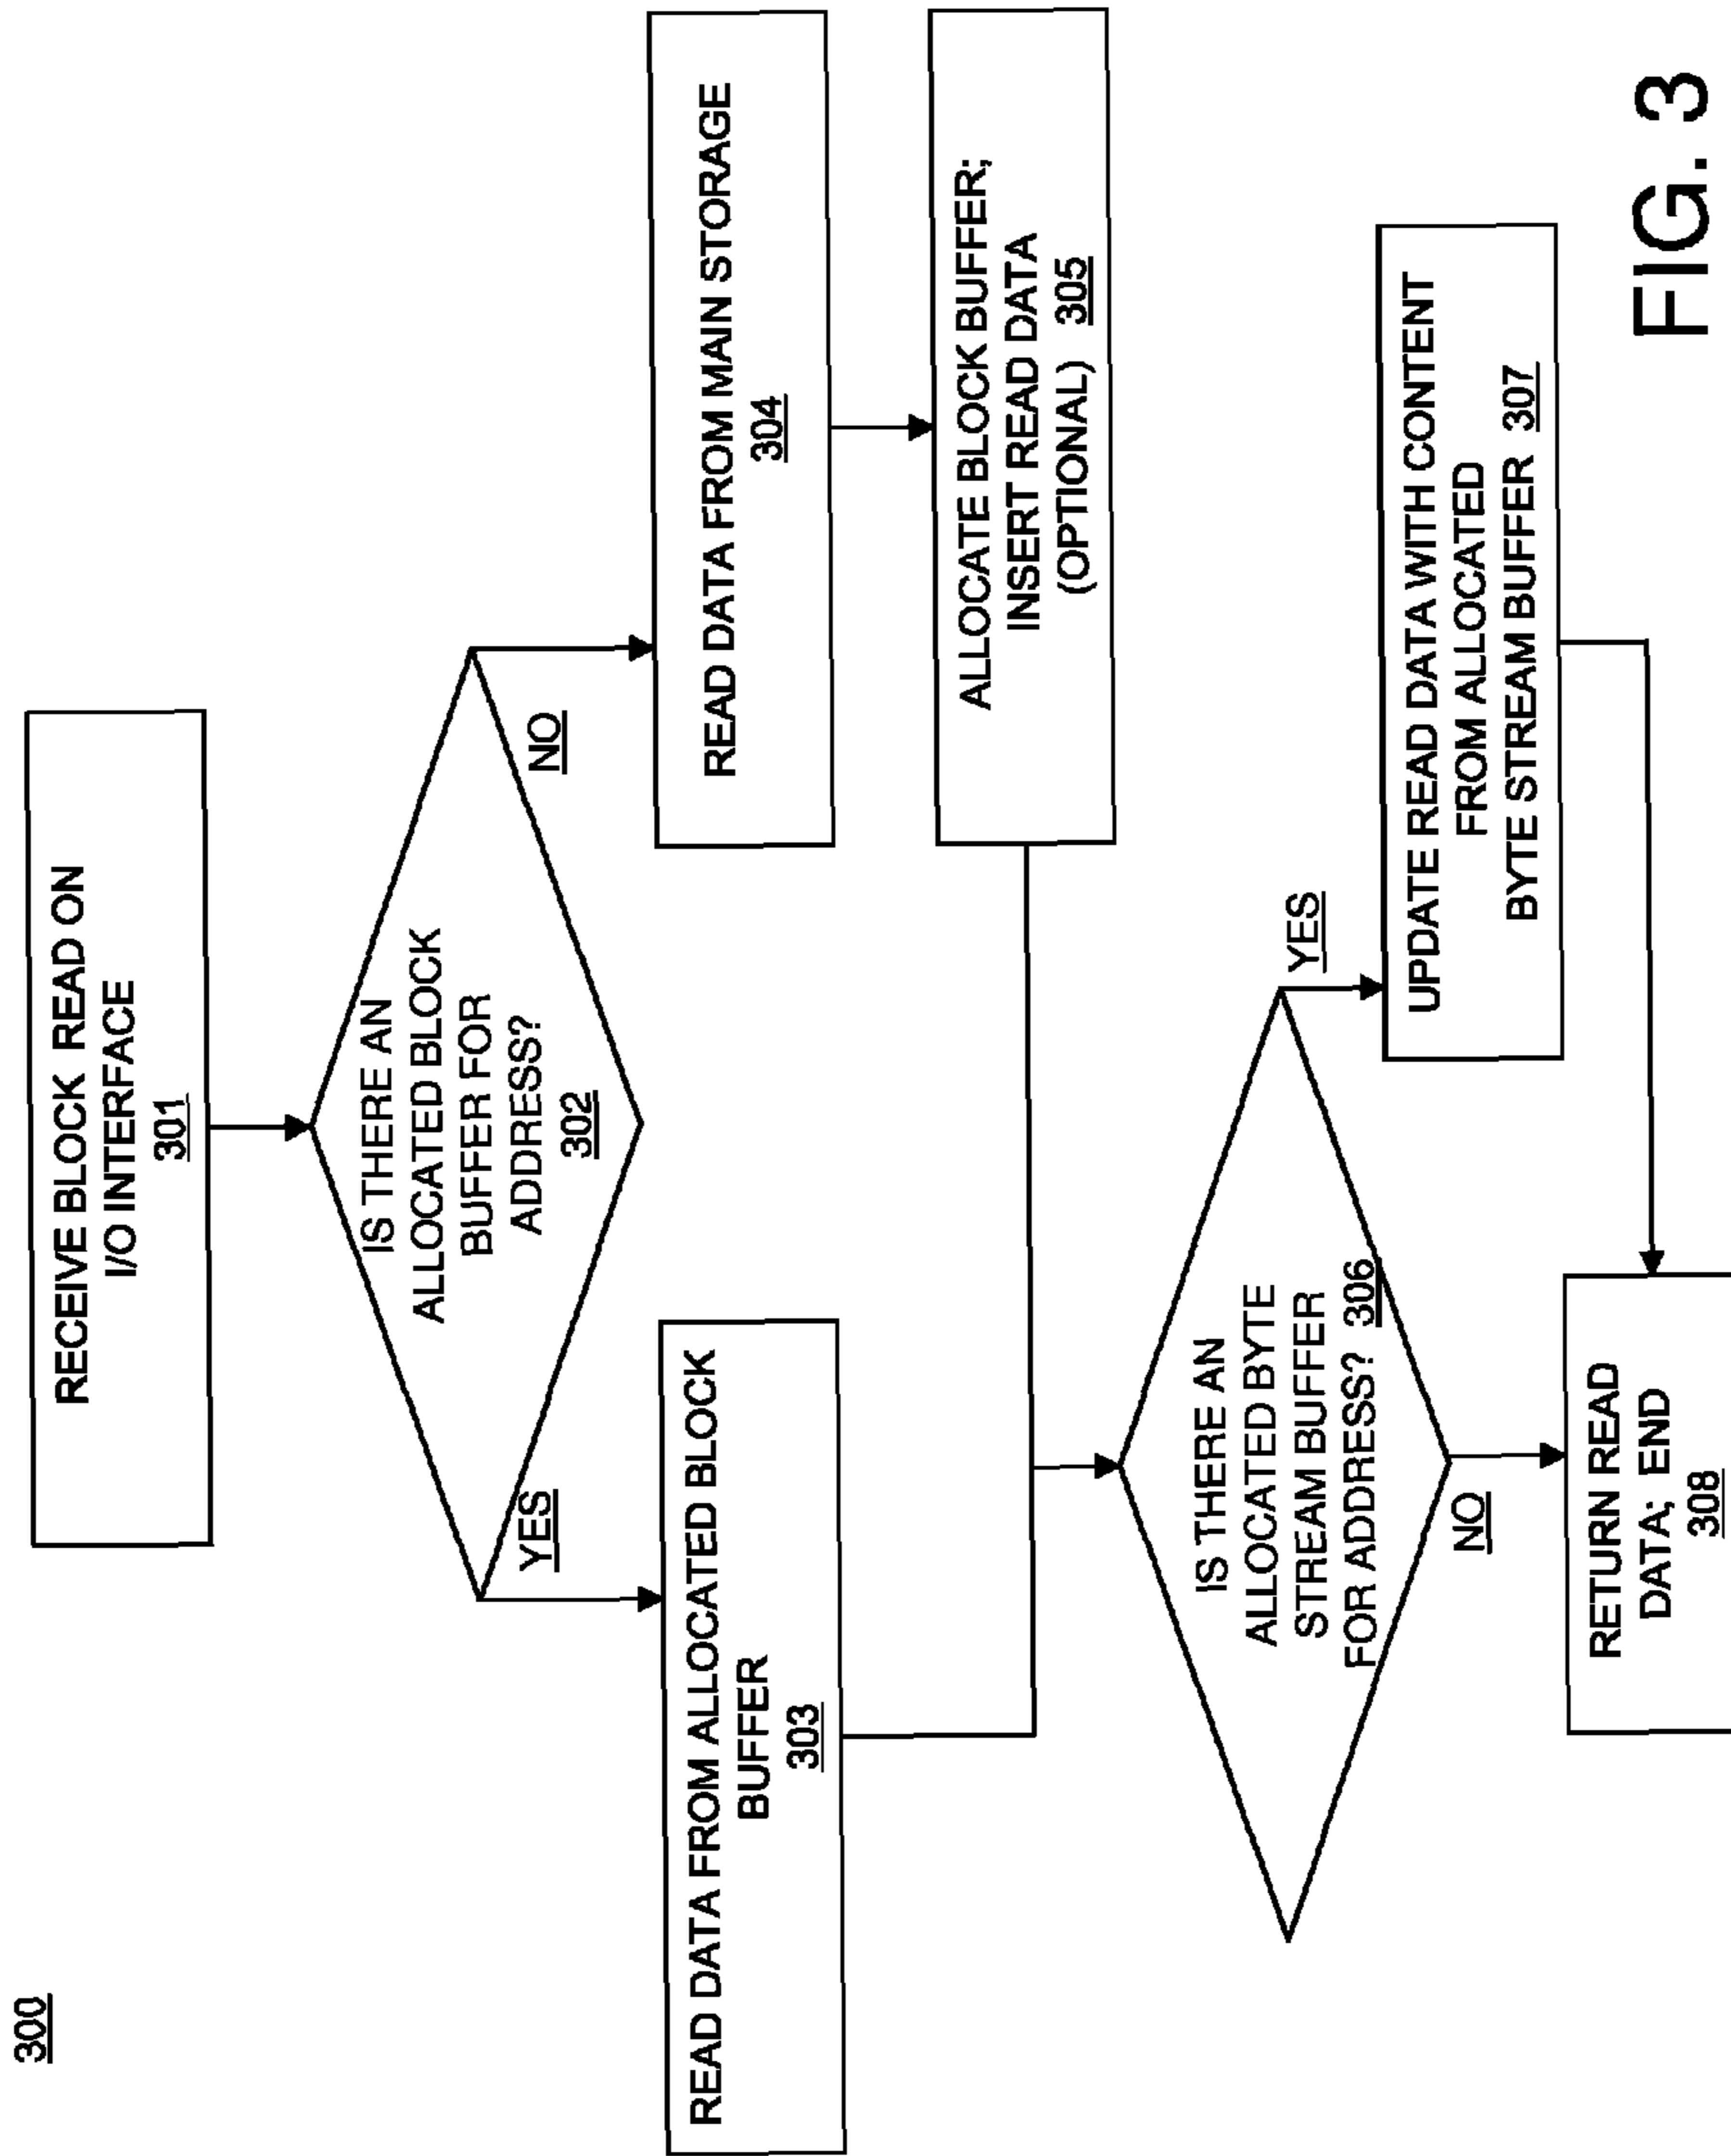 300
RECEIVE BLOCK READ ON
I/O INTERFACE
301
IS THERE AN
ALLOCATED BLOCK
BUFFER FOR
ADDRESS?
302
YES
NO
READ DATA FROM ALLOCATED BLOCK
BUFFER
303
READ DATA FROM MAIN STORAGE
304
ALLOCATE BLOCK BUFFER;
INSERT READ DATA
(OPTIONAL) 305
IS THERE AN
ALLOCATED BYTE
STREAM BUFFER
FOR ADDRESS? 306
YES
NO
UPDATE READ DATA WITH CONTENT
FROM ALLOCATED
BYTE STREAM BUFFER 307
RETURN READ
DATA; END
308
FIG. 3